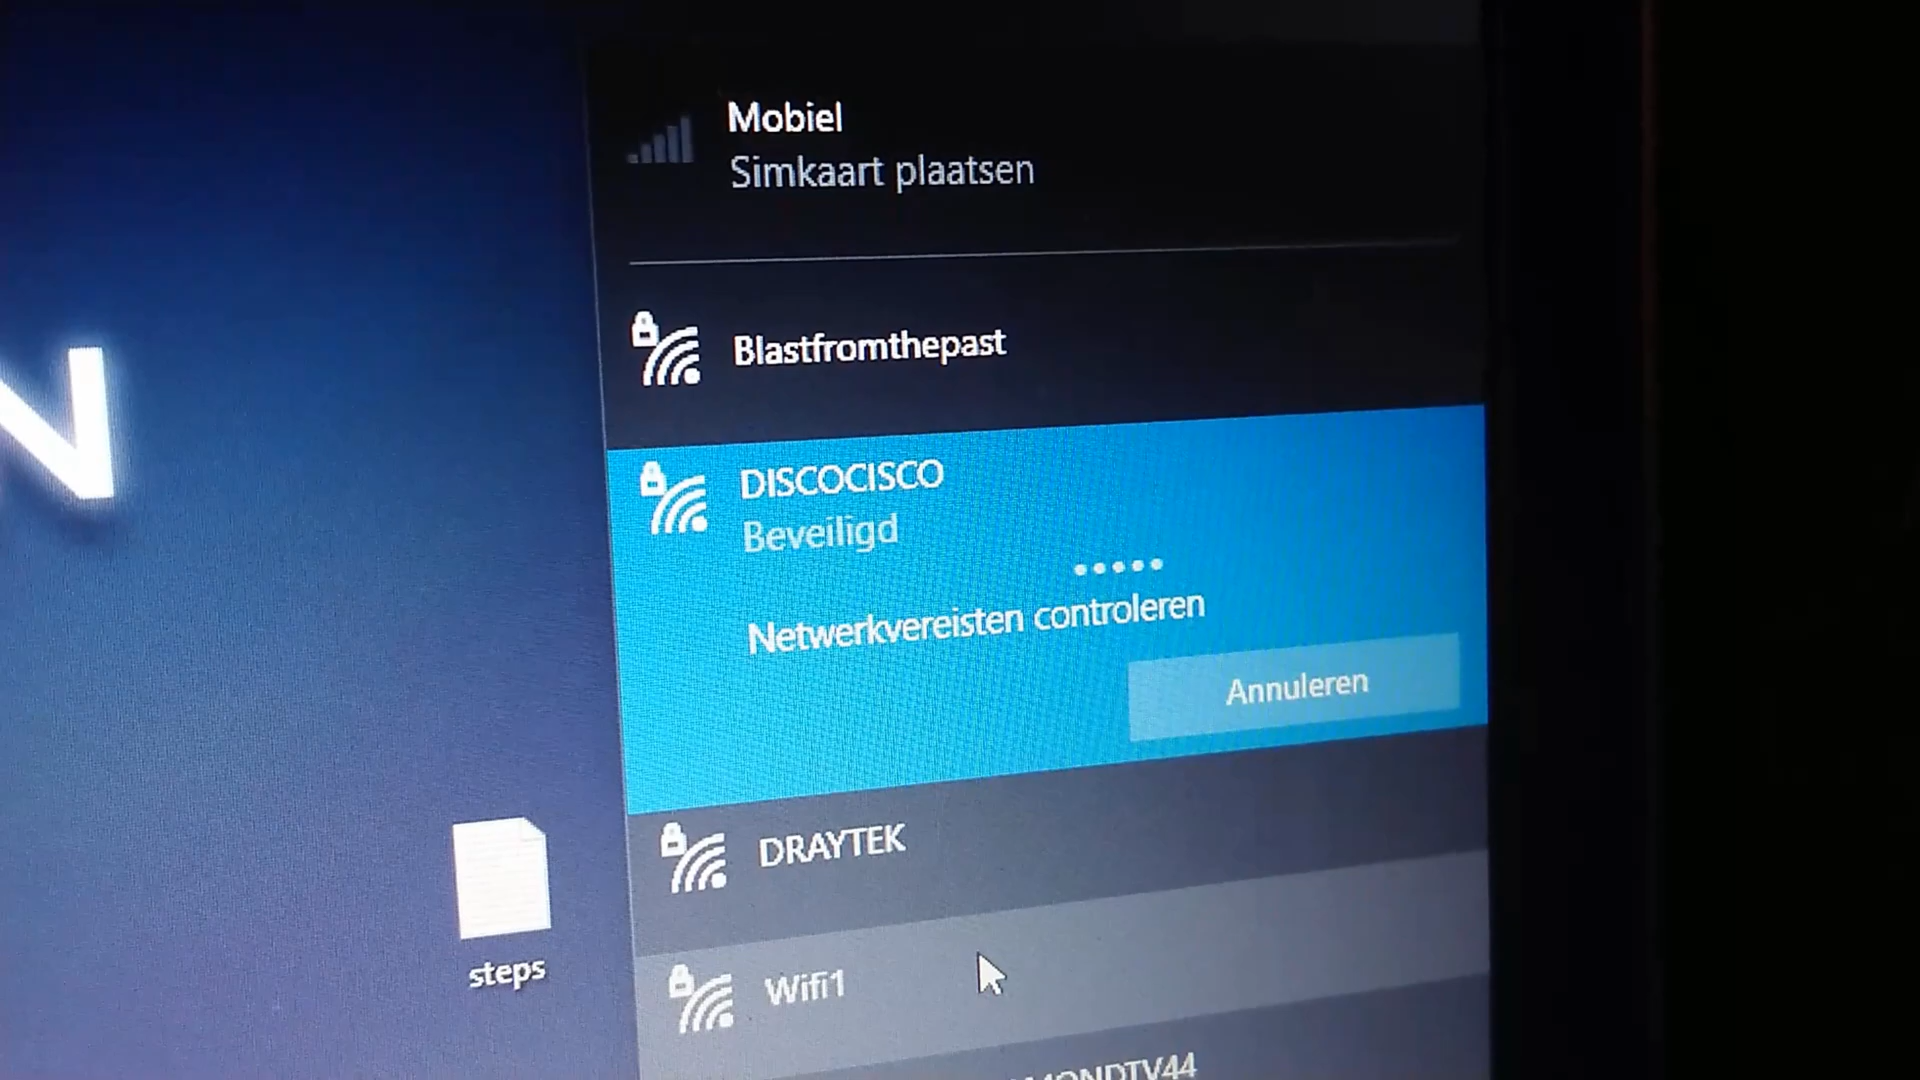 Mobiel
Simkaart plaatsen
Blastfromthepast
DISCOCISCO
Beveiligd
Netwerkvereisten controleren
Annuleren
DRAYTEK
steps
Wifi1
N